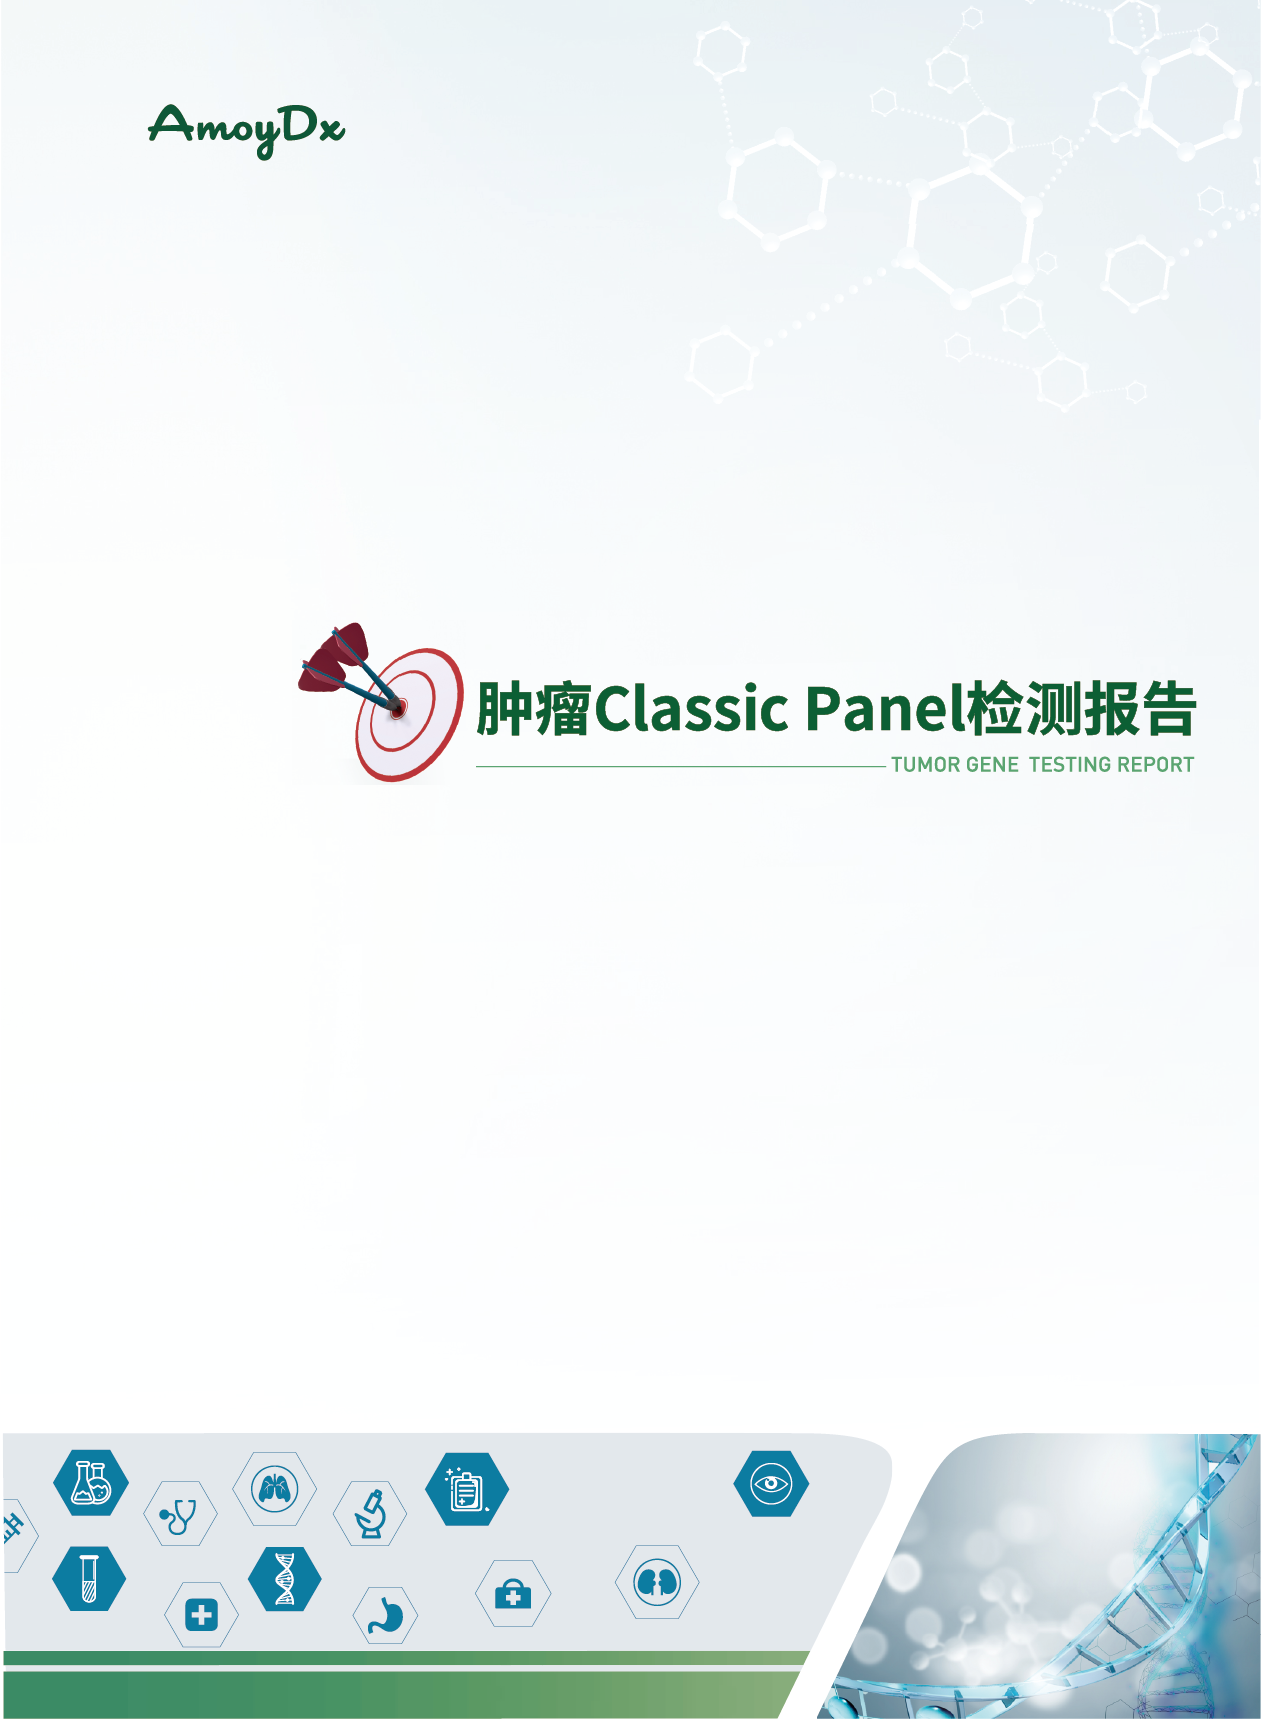 AmoyDx
肿瘤Classic Panel检测报告
TUMOR GENE TESTING REPORT